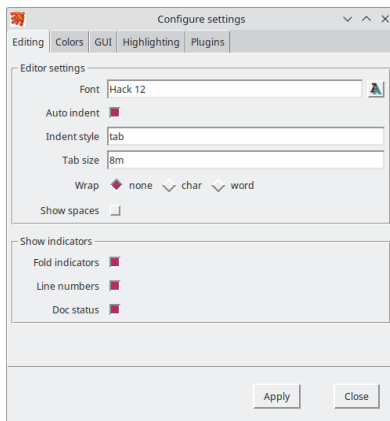 Configure settings
Editing Colors GUI Highlighting Plugins
Editor settings
Font Hack 12
Auto indent
Indent style tab
Tab size 8m
Wrap none char word
Show spaces
Show indicators
Fold indicators
Line numbers
Doc status
Apply Close